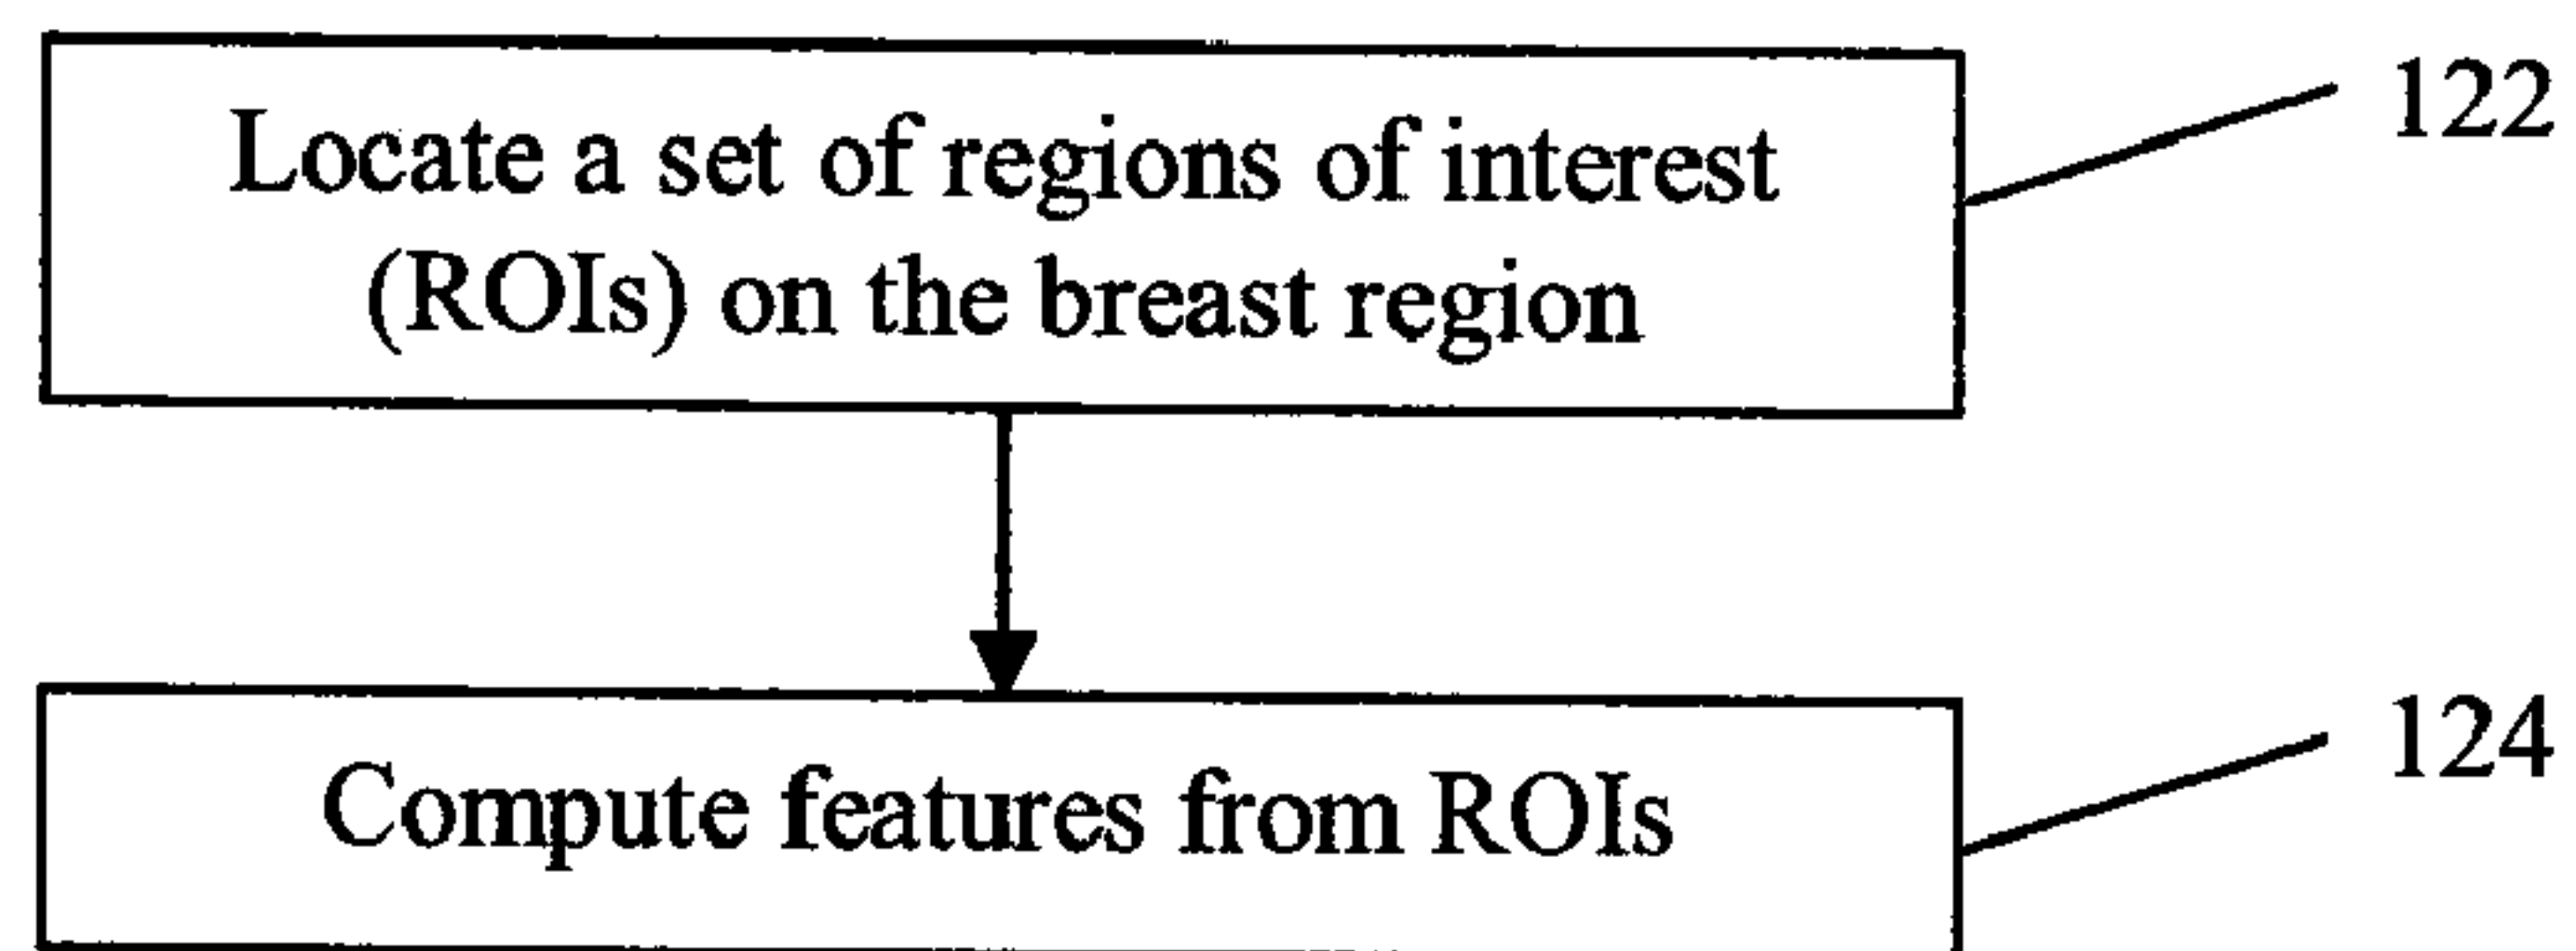 Locate a set of regions of interest
(ROIs) on the breast region
122
Compute features from ROIs
124